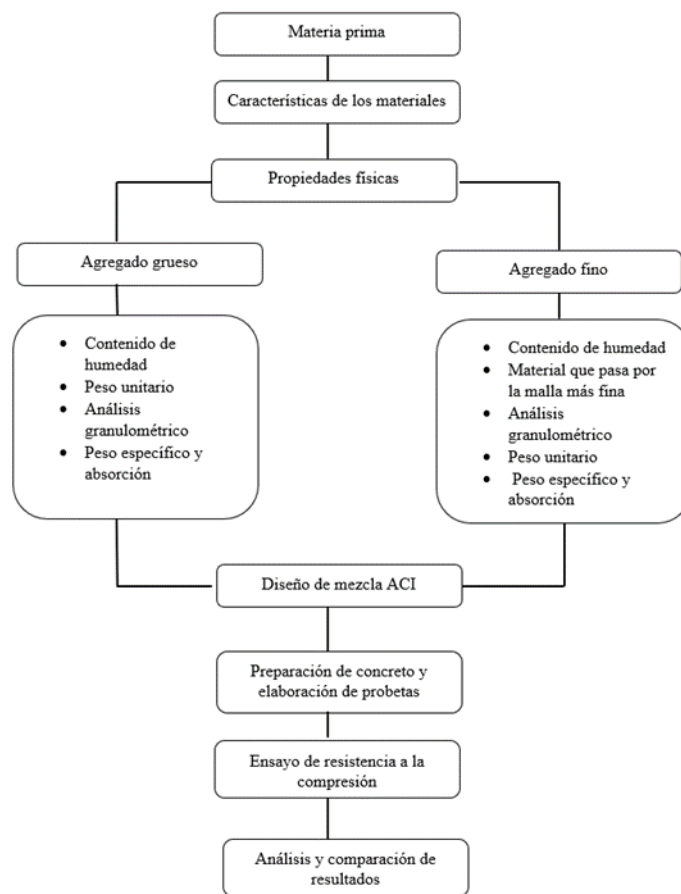 Materia prima
Características de los materiales
Propiedades físicas
Agregado grueso
Agregado fino
• Contenido de
humedad
• Peso unitario
• Análisis
granulométrico
• Peso específico y
absorción
• Contenido de humedad
• Material que pasa por
la malla más fina
• Análisis
granulométrico
• Peso unitario
• Peso específico y
absorción
Diseño de mezcla ACI
Preparación de concreto y
elaboración de probetas
Ensayo de resistencia a la
compresión
Análisis y comparación de
resultados